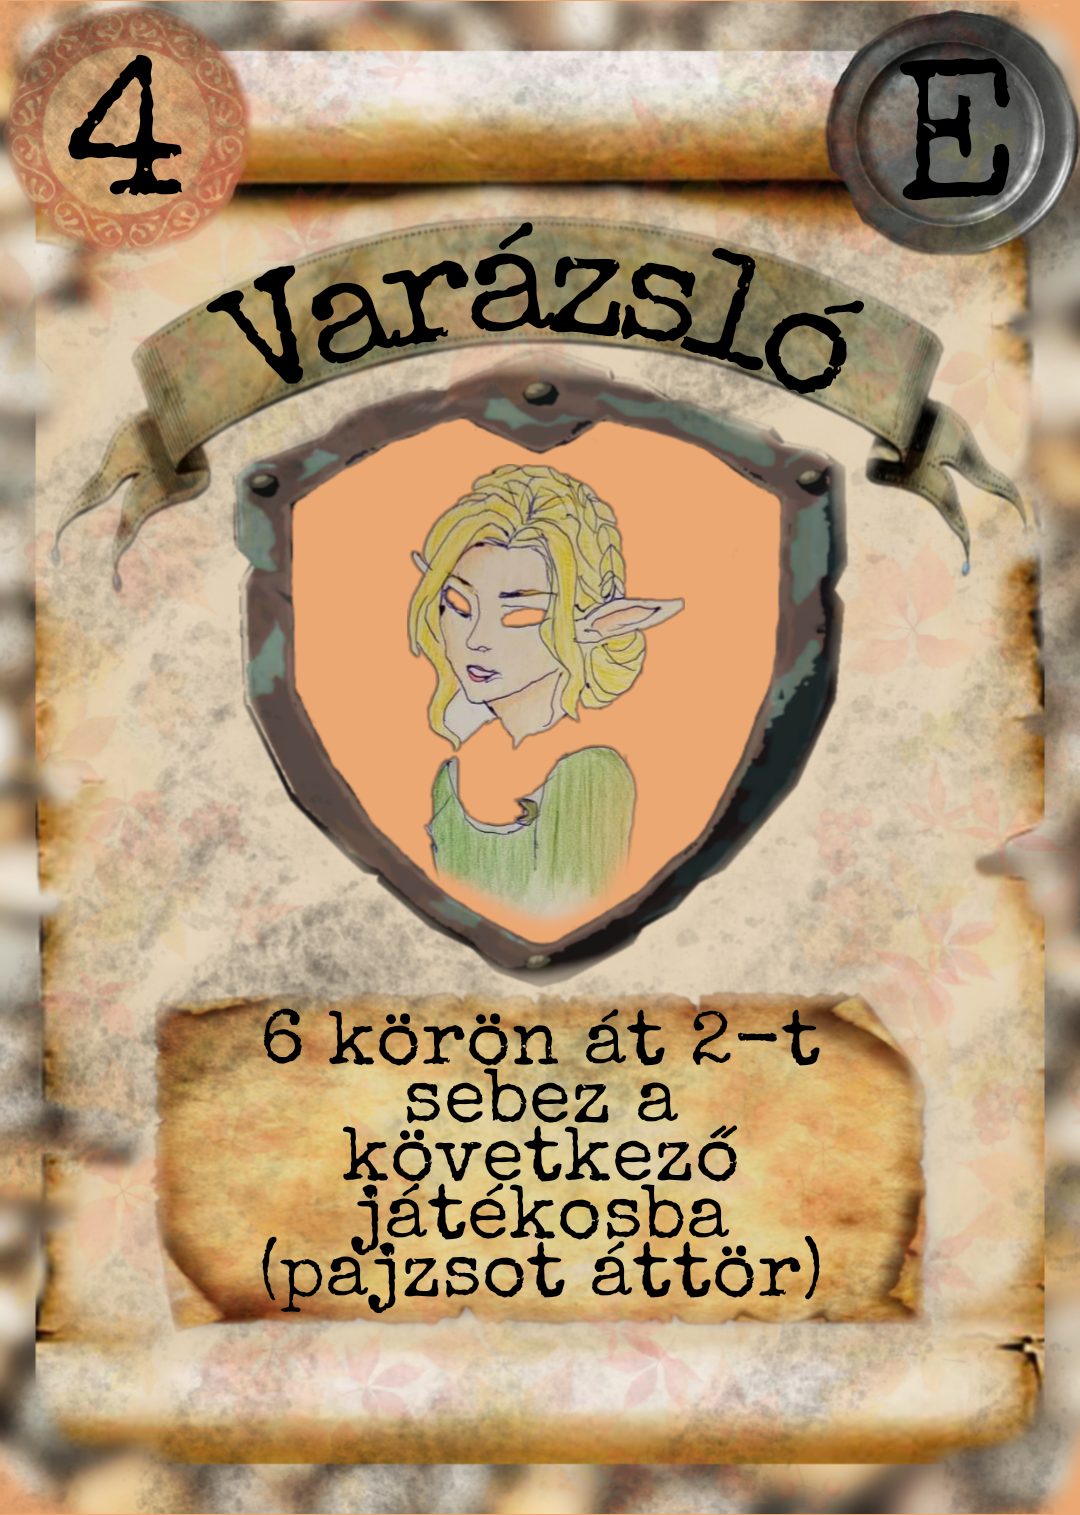 4
E
Varázsló
6 körön át 2-t
sebez a
következő
játékosba
(pajzsot áttör)